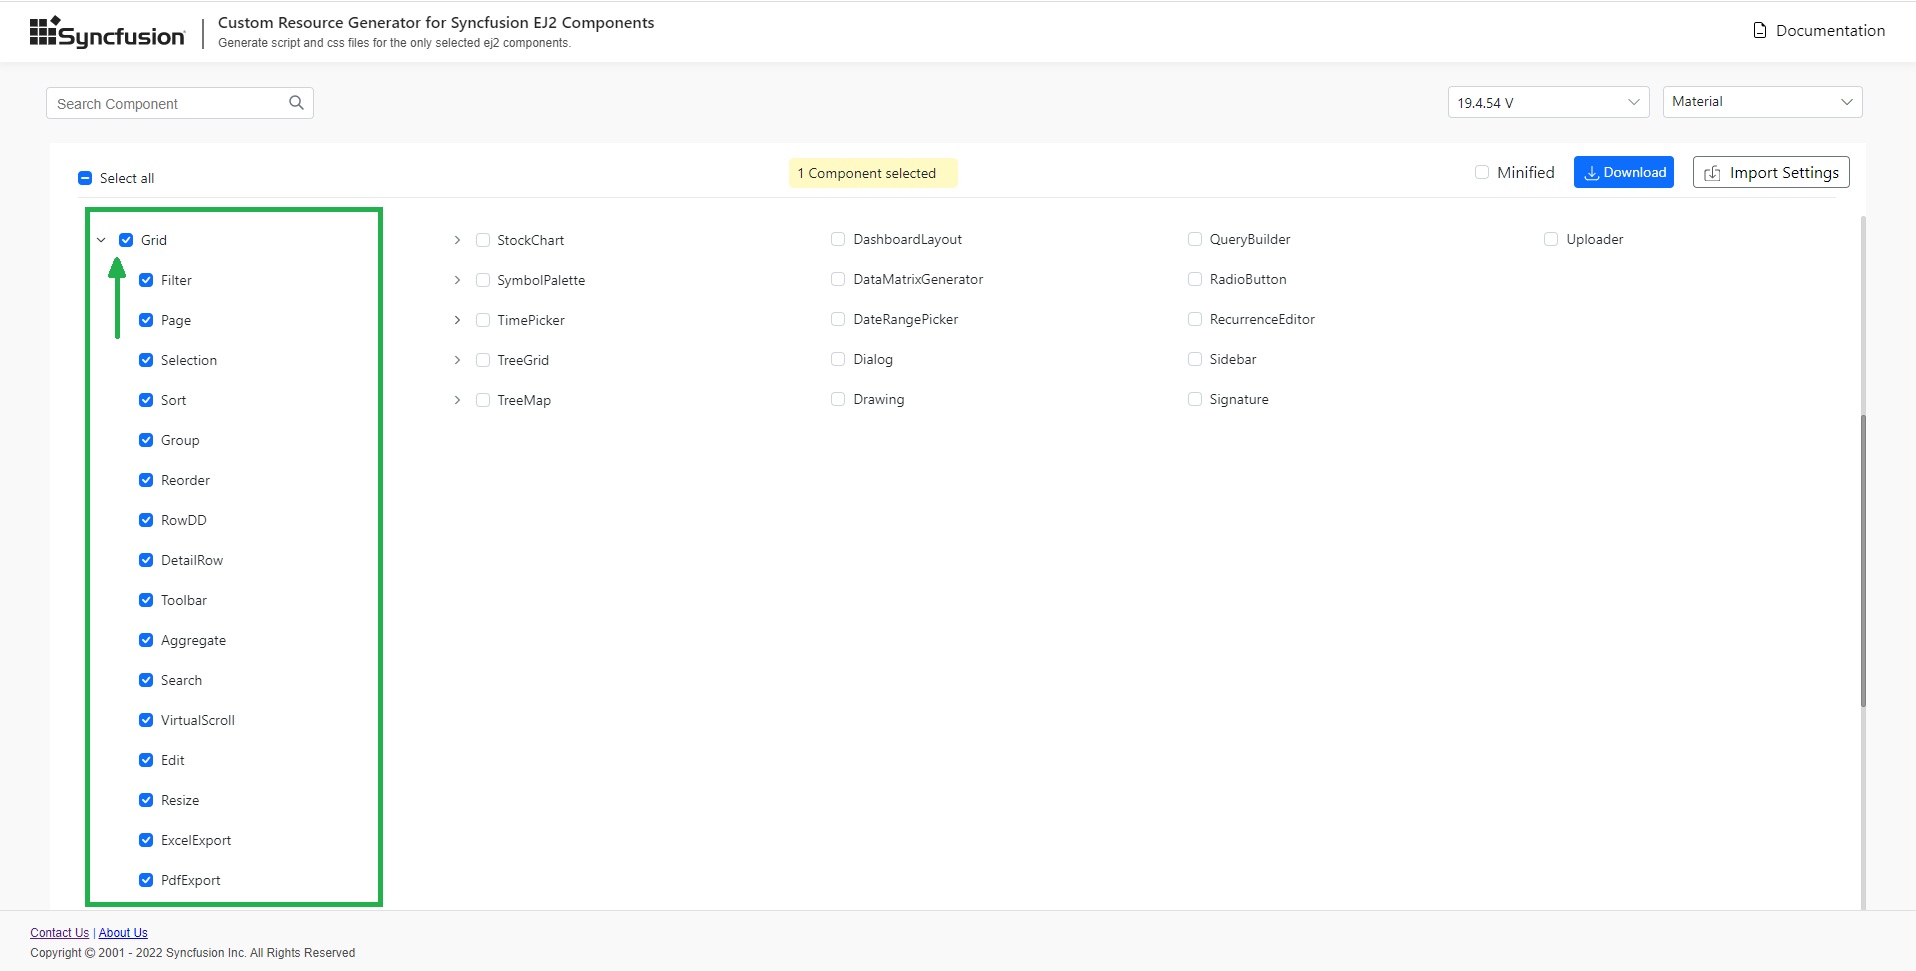 Syncfusion
Custom Resource Generator for Syncfusion EJ2 Components
Generate script and css files for the only selected ej2 components.
Documentation
Search Component
19.4.54 V
Material
Select all
1 Component selected
Minified
Download
Import Settings
Grid
Filter
Page
Selection
Sort
Group
Reorder
RowDD
DetailRow
Toolbar
Aggregate
Search
VirtualScroll
Edit
Resize
ExcelExport
PdfExport
StockChart
SymbolPalette
TimePicker
TreeGrid
TreeMap
DashboardLayout
DataMatrixGenerator
DateRangePicker
Dialog
Drawing
QueryBuilder
RadioButton
RecurrenceEditor
Sidebar
Signature
Uploader
Contact Us | About Us
Copyright © 2001 - 2022 Syncfusion Inc. All Rights Reserved